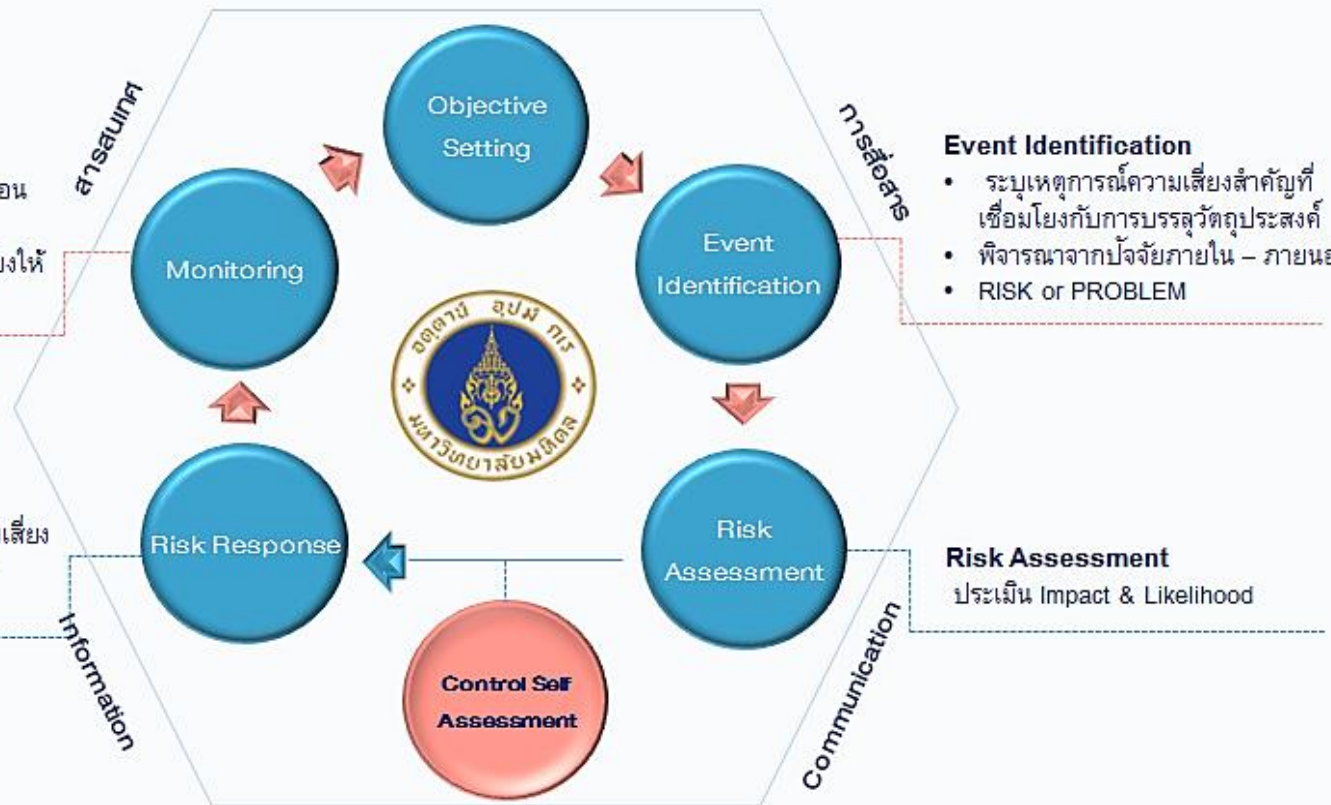 Objective
Setting
สารสนเทศ
การสื่อสาร
Event Identification
• ระบุเหตุการณ์ความเสี่ยงสำคัญที่
เชื่อมโยงกับการบรรลุวัตถุประสงค์
• พิจารณาจากปัจจัยภายใน –
• RISK or PROBLEM
Monitoring
Event
Identification
อตฺตานํ อุปมํ กเร
มหาวิทยาลัยมหิดล
Risk Response
Risk
Assessment
Risk Assessment
ประเมิน Impact & Likelihood
Control Self
Assessment
Information
Communication